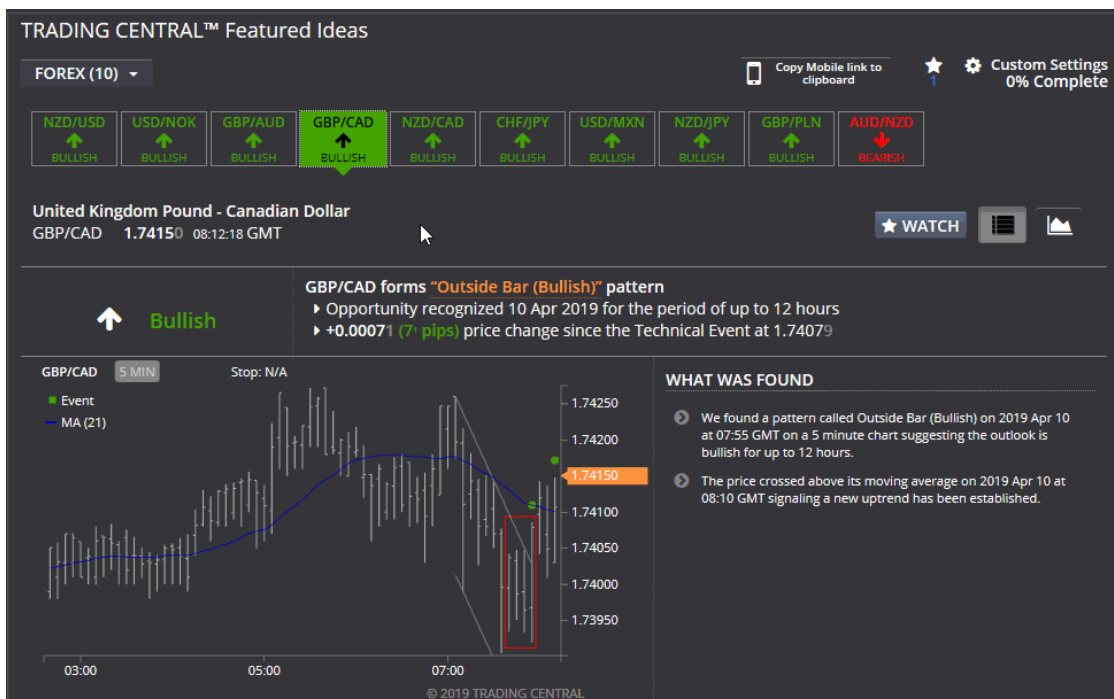 TRADING CENTRAL™ Featured Ideas
FOREX (10)
Copy Mobile link to
clipboard
1
Custom Settings
0% Complete
NZD/USD USD/NOK GBP/AUD GBP/CAD NZD/CAD CHF/JPY USD/MXN NZD/JPY GBP/PLN AUD/NZD
BULLISH BULLISH BULLISH BULLISH BULLISH BULLISH BULLISH BULLISH BULLISH BEARISH
United Kingdom Pound - Canadian Dollar
GBP/CAD 1.74150 08:12:18 GMT
WATCH
Bullish
GBP/CAD forms “Outside Bar (Bullish)” pattern
Opportunity recognized 10 Apr 2019 for the period of up to 12 hours
+0.00071 (7¹ pips) price change since the Technical Event at 1.74079
GBP/CAD 5 MIN Stop: N/A
Event
MA (21)
1.74250
1.74200
1.74150
1.74100
1.74050
1.74000
1.73950
03:00 05:00 07:00
© 2019 TRADING CENTRAL
WHAT WAS FOUND
We found a pattern called Outside Bar (Bullish) on 2019 Apr 10
at 07:55 GMT on a 5 minute chart suggesting the outlook is
bullish for up to 12 hours.
The price crossed above its moving average on 2019 Apr 10 at
08:10 GMT signaling a new uptrend has been established.